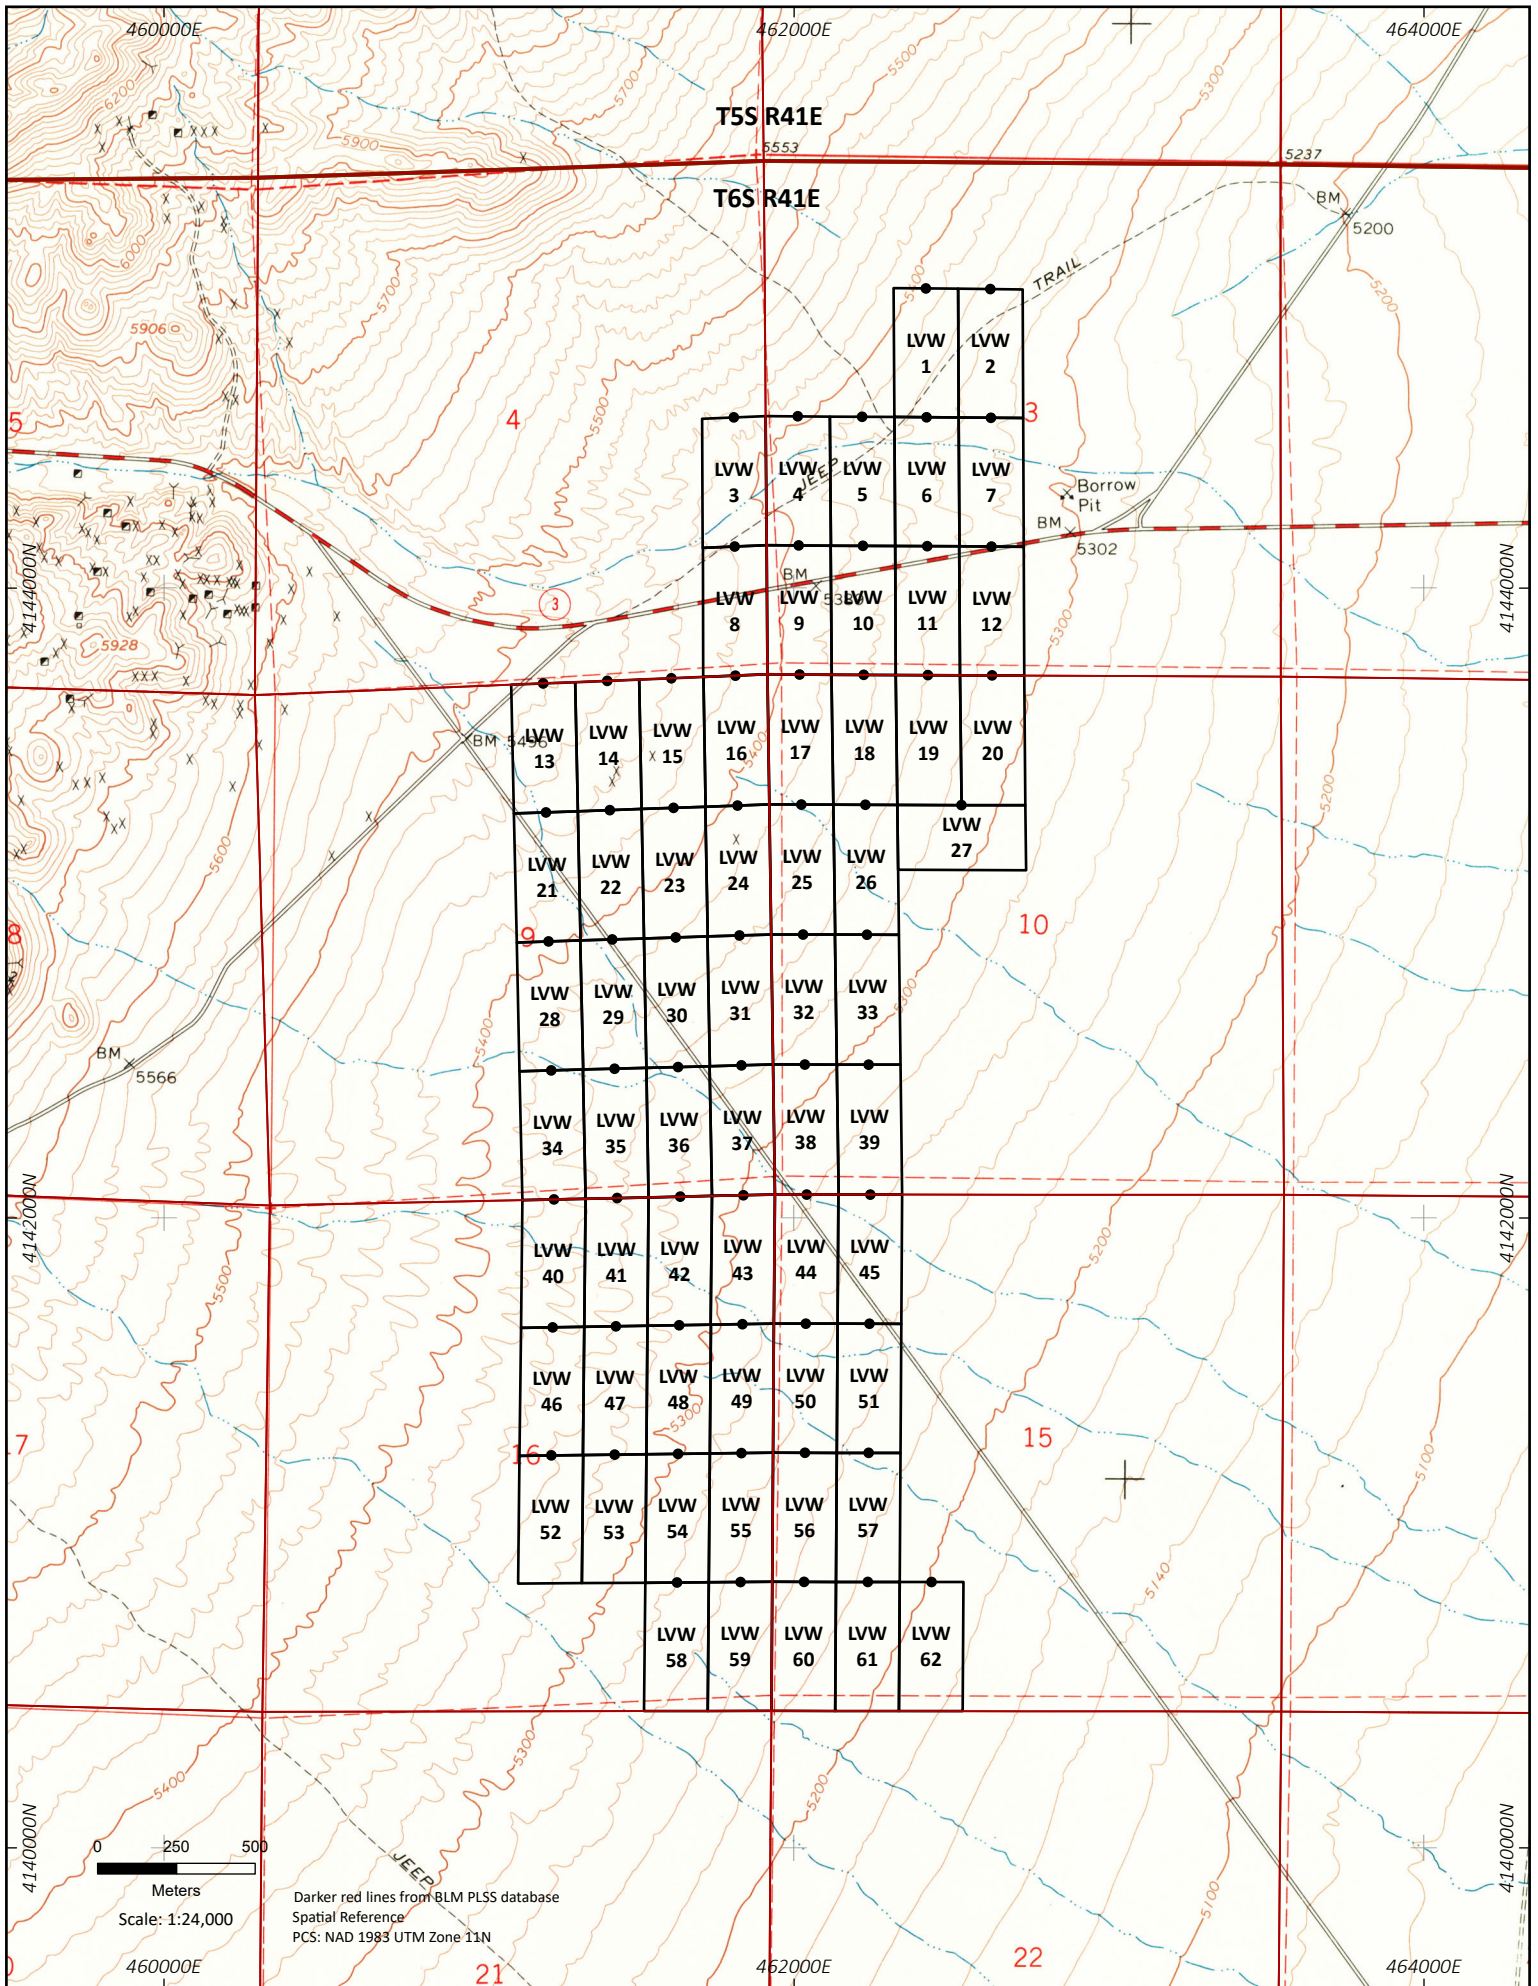 460000E
462000E
464000E
6200
5700
5500
5300
T5S R41E
5900
5553
5237
T6S R41E
BM
5200
6000
TRAIL
5700
5200
5906
LVW
1
LVW
2
5
4
5500
3
LVW
3
LVW
4
JEEP
LVW
5
LVW
6
LVW
7
Borrow
Pit
BM
5302
4144000N
4144000N
BM
3
LVW
8
LVW
9
LVW
10
LVW
11
LVW
12
5300
5928
BM 5496
LVW
13
LVW
14
LVW
15
LVW
16
5400
LVW
17
LVW
18
LVW
19
LVW
20
5200
5600
LVW
21
LVW
22
LVW
23
LVW
24
LVW
25
LVW
26
LVW
27
8
9
10
LVW
28
LVW
29
LVW
30
LVW
31
LVW
32
LVW
33
5300
5400
BM
5566
LVW
34
LVW
35
LVW
36
LVW
37
LVW
38
LVW
39
4142000N
4142000N
5500
LVW
40
LVW
41
LVW
42
LVW
43
LVW
44
LVW
45
5200
LVW
46
LVW
47
LVW
48
5300
LVW
49
LVW
50
LVW
51
7
16
15
5100
LVW
52
LVW
53
LVW
54
LVW
55
LVW
56
LVW
57
5140
LVW
58
LVW
59
LVW
60
LVW
61
LVW
62
5300
5400
5200
4140000N
4140000N
0 250 500
Meters
Scale: 1:24,000
JEEP
Darker red lines from BLM PLSS database
Spatial Reference
PCS: NAD 1983 UTM Zone 11N
5100
21
22
460000E
462000E
464000E